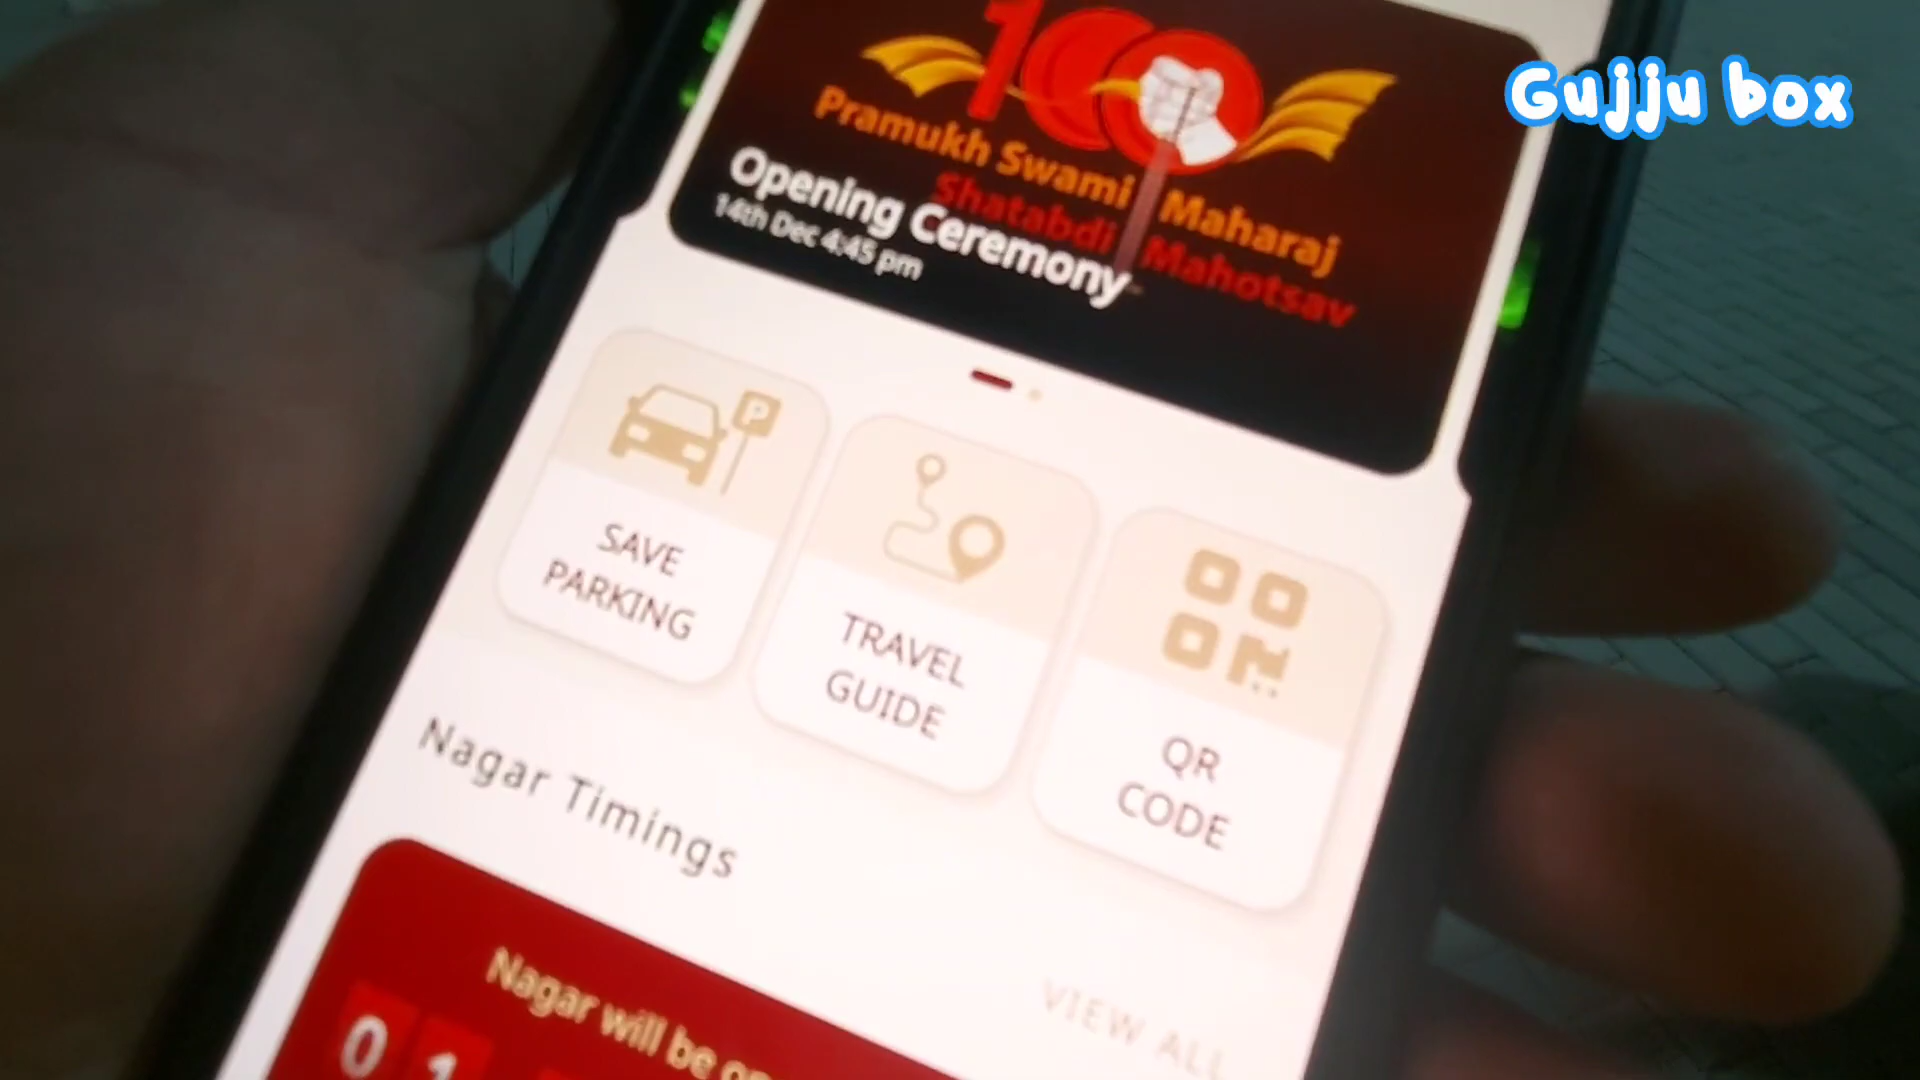 Gujju box
100
Pramukh Swami Maharaj
Shatabdi Mahotsav
Opening Ceremony
14th Dec 4:45 pm
P
SAVE
PARKING
TRAVEL
GUIDE
QR
CODE
Nagar Timings
VIEW ALL
Nagar will be
01